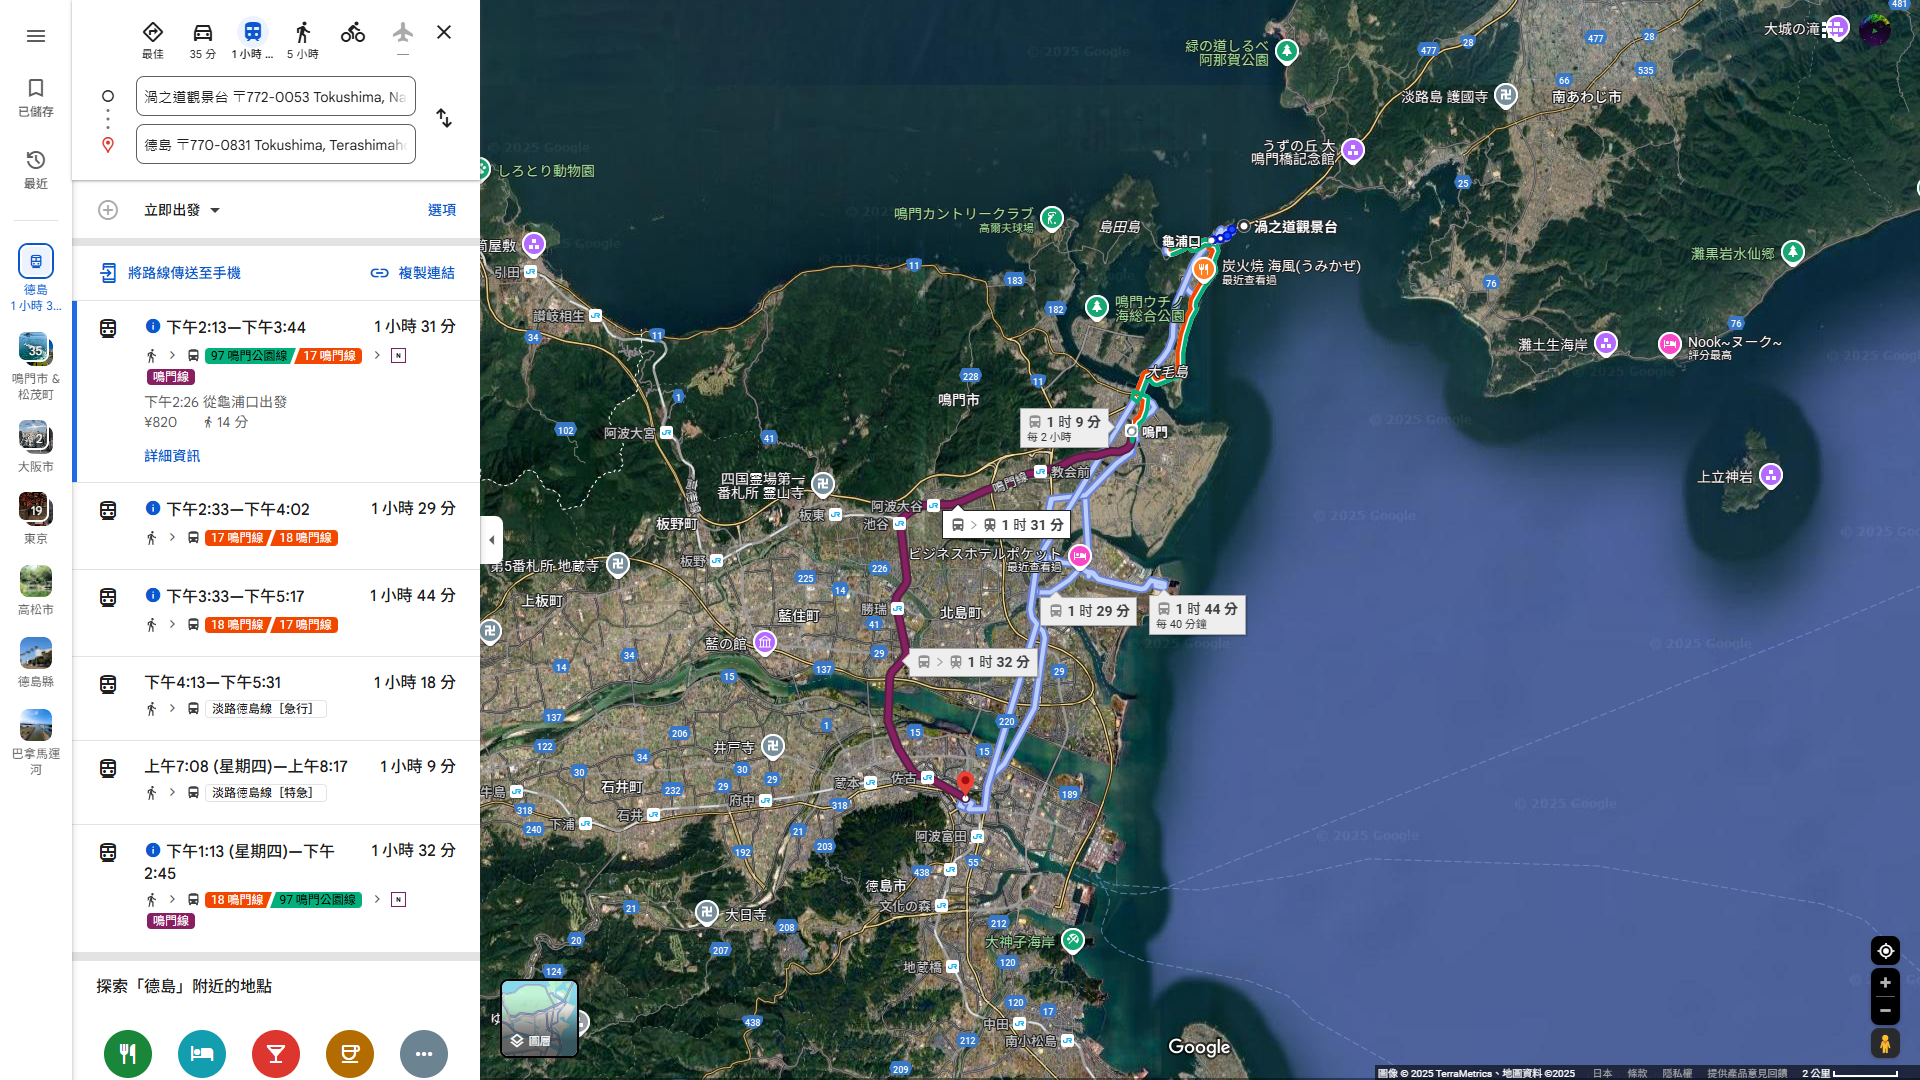 最佳
35 分
1 小時 ...
5 小時
—
渦之道觀景台 〒772-0053 Tokushima, Na
德島 〒770-0831 Tokushima, Terashimaho
已儲存
最近
立即出發
選項
將路線傳送至手機
複製連結
德島
1 小時 3...
35
鳴門市 &
松茂町
2
大阪市
19
東京
高松市
德島縣
巴拿馬運
河
下午2:13—下午3:44
1 小時 31 分
97 鳴門公園線
17 鳴門線
N
鳴門線
下午2:26 從龜浦口出發
¥820
14 分
詳細資訊
下午2:33—下午4:02
1 小時 29 分
17 鳴門線
18 鳴門線
下午3:33—下午5:17
1 小時 44 分
18 鳴門線
17 鳴門線
下午4:13—下午5:31
1 小時 18 分
淡路德島線［急行］
上午7:08 (星期四)—上午8:17
1 小時 9 分
淡路德島線［特急］
下午1:13 (星期四)—下午
2:45
1 小時 32 分
18 鳴門線
97 鳴門公園線
N
鳴門線
探索「德島」附近的地點
緑の道しるべ
阿那賀公園
大城の滝
淡路島 護國寺
南あわじ市
うずの丘 大
鳴門橋記念館
しろとり動物園
鳴門カントリークラブ
高爾夫球場
島田島
龜浦口
渦之道觀景台
炭火焼 海風(うみかぜ)
最近查看過
灘黒岩水仙郷
筒屋敷
引田
讃岐相生
鳴門ウチノ
海総合公園
灘土生海岸
Nook~ヌーク~
評分最高
大毛島
鳴門市
1 时 9 分
每 2 小時
鳴門
阿波大宮
高徳線
教会前
鳴門線
四国霊場第一
番札所 霊山寺
上立神岩
阿波大谷
池谷
板東
板野町
1 时 31 分
板野
ビジネスホテルポケット
最近查看過
第5番札所 地蔵寺
上板町
勝瑞
北島町
藍住町
1 时 29 分
1 时 44 分
每 40 分鐘
藍の館
1 时 32 分
井戸寺
石井町
蔵本
佐古
牛島
府中
石井
下浦
阿波富田
徳島市
文化の森
大日寺
大神子海岸
地蔵橋
中田
南小松島
圖層
Google
圖像 © 2025 TerraMetrics、地圖資料 ©2025
日本
條款
隱私權
提供產品意見回饋
2 公里